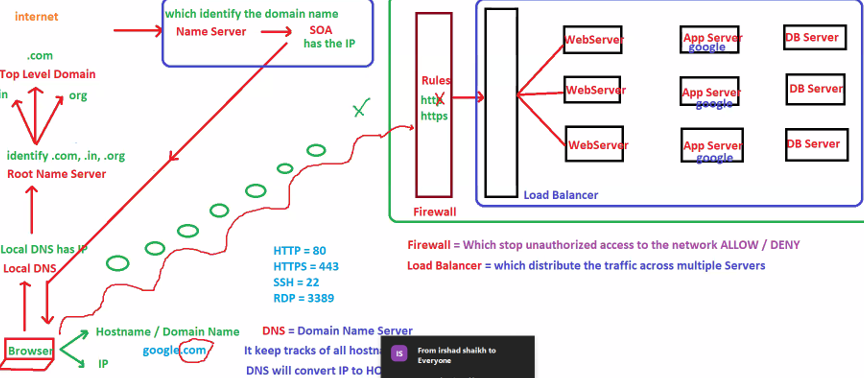 internet
which identify the domain name
Name Server
SOA
has the IP
.com
Top Level Domain
in
org
identify .com, .in, .org
Root Name Server
Local DNS has IP
Local DNS
Browser
Hostname / Domain Name
google.com
IP
HTTP = 80
HTTPS = 443
SSH = 22
RDP = 3389
DNS = Domain Name Server
It keep tracks of all
DNS will convert IP to
Rules
http
https
Firewall
WebServer
WebServer
WebServer
App Server
google
App Server
google
App Server
google
DB Server
DB Server
DB Server
Load Balancer
Firewall = Which stop unauthorized access to the network ALLOW / DENY
Load Balancer = which distribute the traffic across multiple Servers
IS
From irshad shaikh to
Everyone